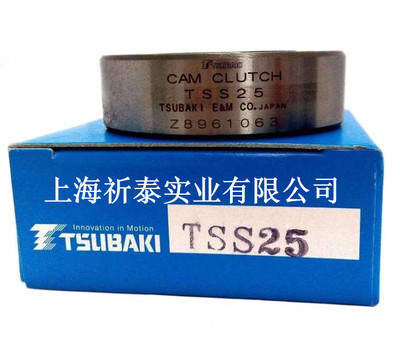 TSUBAKI
CAM CLUTCH
TSS25
TSUBAKI E&M CO. JAPAN
Z8961063
上海祈泰实业有限公司
Innovation in Motion
TSUBAKI
TSS25